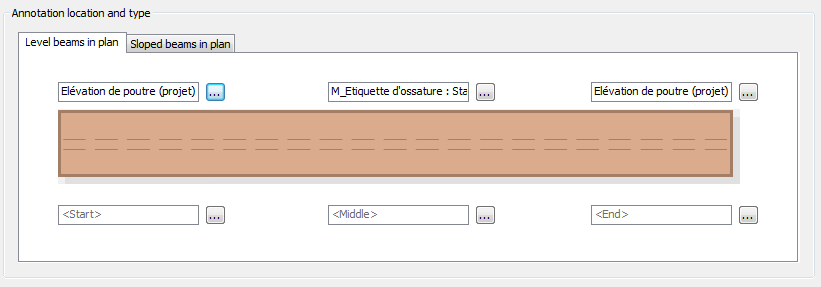 Annotation location and type
Level beams in plan
Sloped beams in plan
Elévation de poutre (projet) ...
M_Etiquette d'ossature : Sta ...
Elévation de poutre (projet) ...
<Start> ...
<Middle> ...
<End> ...